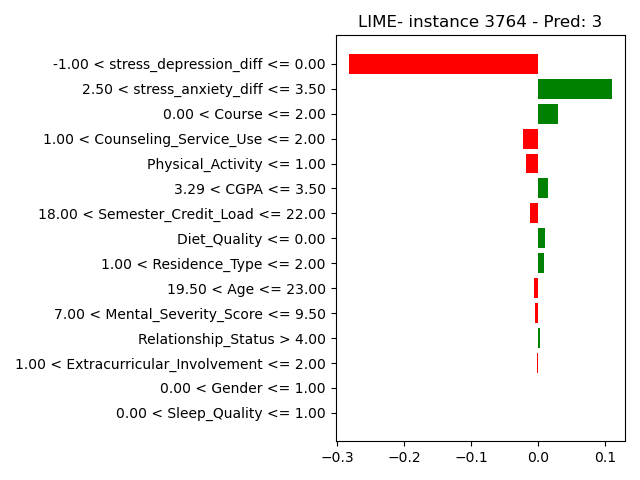 LIME- instance 3764 - Pred: 3
-1.00 < stress_depression_diff <= 0.00
2.50 < stress_anxiety_diff <= 3.50
0.00 < Course <= 2.00
1.00 < Counseling_Service_Use <= 2.00
Physical_Activity <= 1.00
3.29 < CGPA <= 3.50
18.00 < Semester_Credit_Load <= 22.00
Diet_Quality <= 0.00
1.00 < Residence_Type <= 2.00
19.50 < Age <= 23.00
7.00 < Mental_Severity_Score <= 9.50
Relationship_Status > 4.00
1.00 < Extracurricular_Involvement <= 2.00
0.00 < Gender <= 1.00
0.00 < Sleep_Quality <= 1.00
−0.3 −0.2 −0.1 0.0 0.1